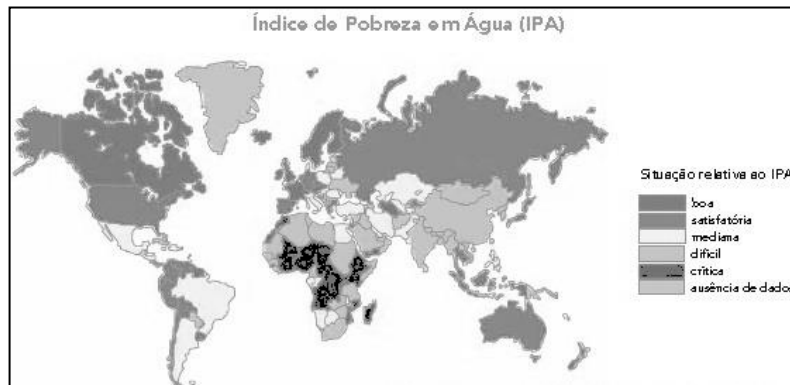 Índice de Pobreza em Água (IPA)
Situação relativa ao IPA
boa
satisfatória
mediana
difícil
crítica
ausência de dados